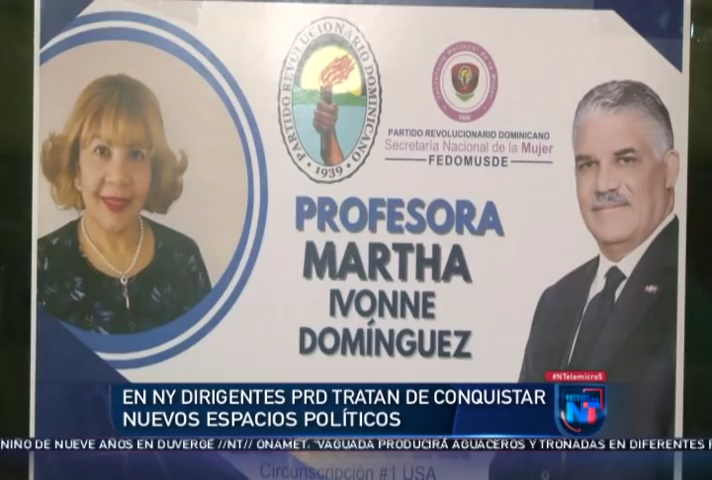 PARTIDO REVOLUCIONARIO DOMINICANO
• 1939 •
PARTIDO REVOLUCIONARIO DOMINICANO
Secretaría Nacional de la Mujer
FEDOMUSDE
PROFESORA
MARTHA
IVONNE
DOMÍNGUEZ
#NTelemicro5
EN NY DIRIGENTES PRD TRATAN DE CONQUISTAR
NUEVOS ESPACIOS POLÍTICOS
NT
NIÑO DE NUEVE AÑOS EN DUVERGÉ //NT// ONAMET. "VAGUADA PRODUCIRÁ AGUACEROS Y TRONADAS EN DIFERENTES
Circunscripción #1 USA